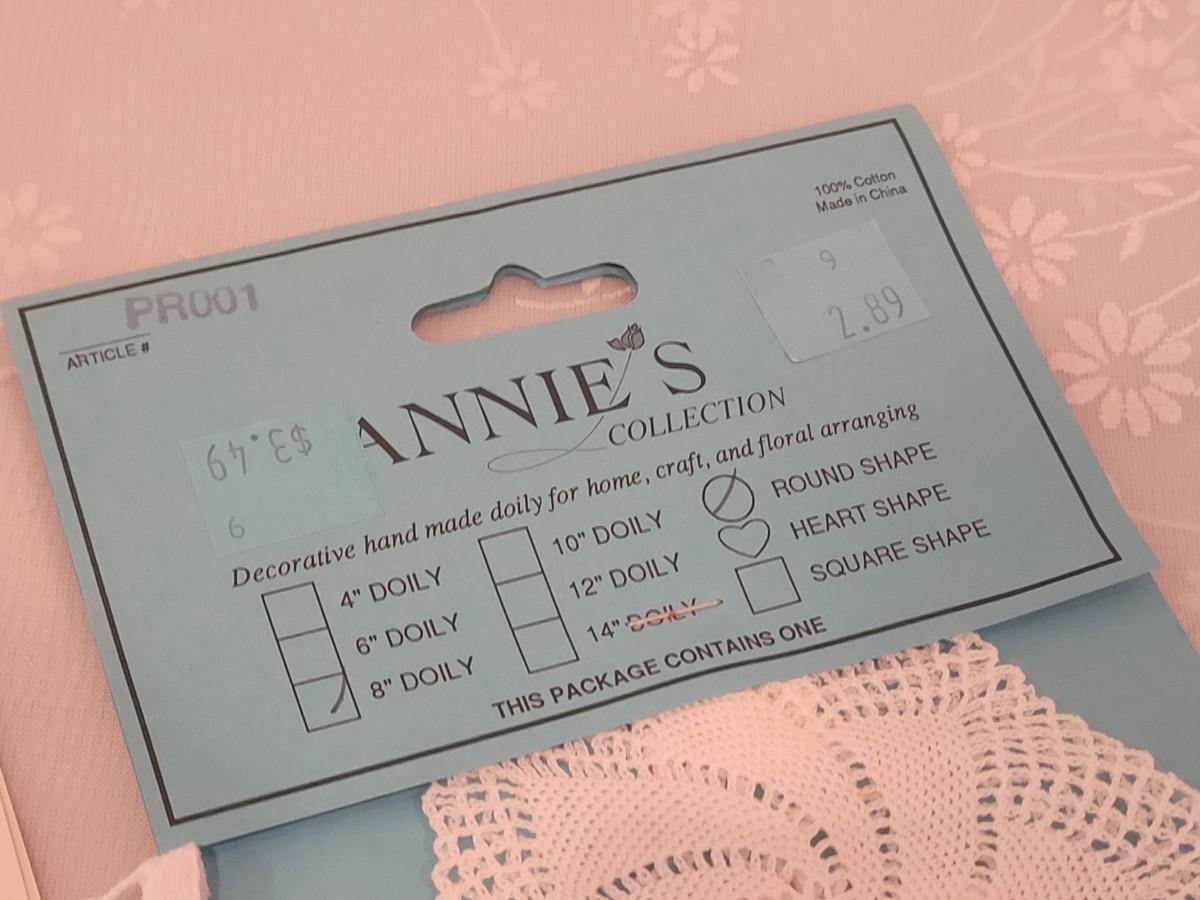 100% Cotton
Made in China
PR001
ARTICLE #
9
2.89
ANNIE'S
COLLECTION
$3.49
9
Decorative hand made doily for home, craft, and floral arranging
4" DOILY
6" DOILY
8" DOILY
10" DOILY
12" DOILY
14" DOILY
ROUND SHAPE
HEART SHAPE
SQUARE SHAPE
THIS PACKAGE CONTAINS ONE